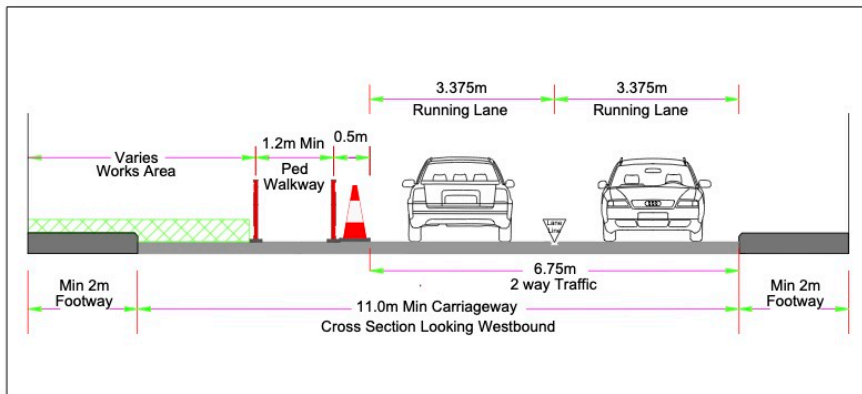 3.375m
3.375m
Running Lane
Running Lane
1.2m Min
0.5m
Varies
Works Area
Ped
Walkway
Lane
Line
6.75m
2 way Traffic
Min 2m
Footway
11.0m Min Carriageway
Cross Section Looking Westbound
Min 2m
Footway